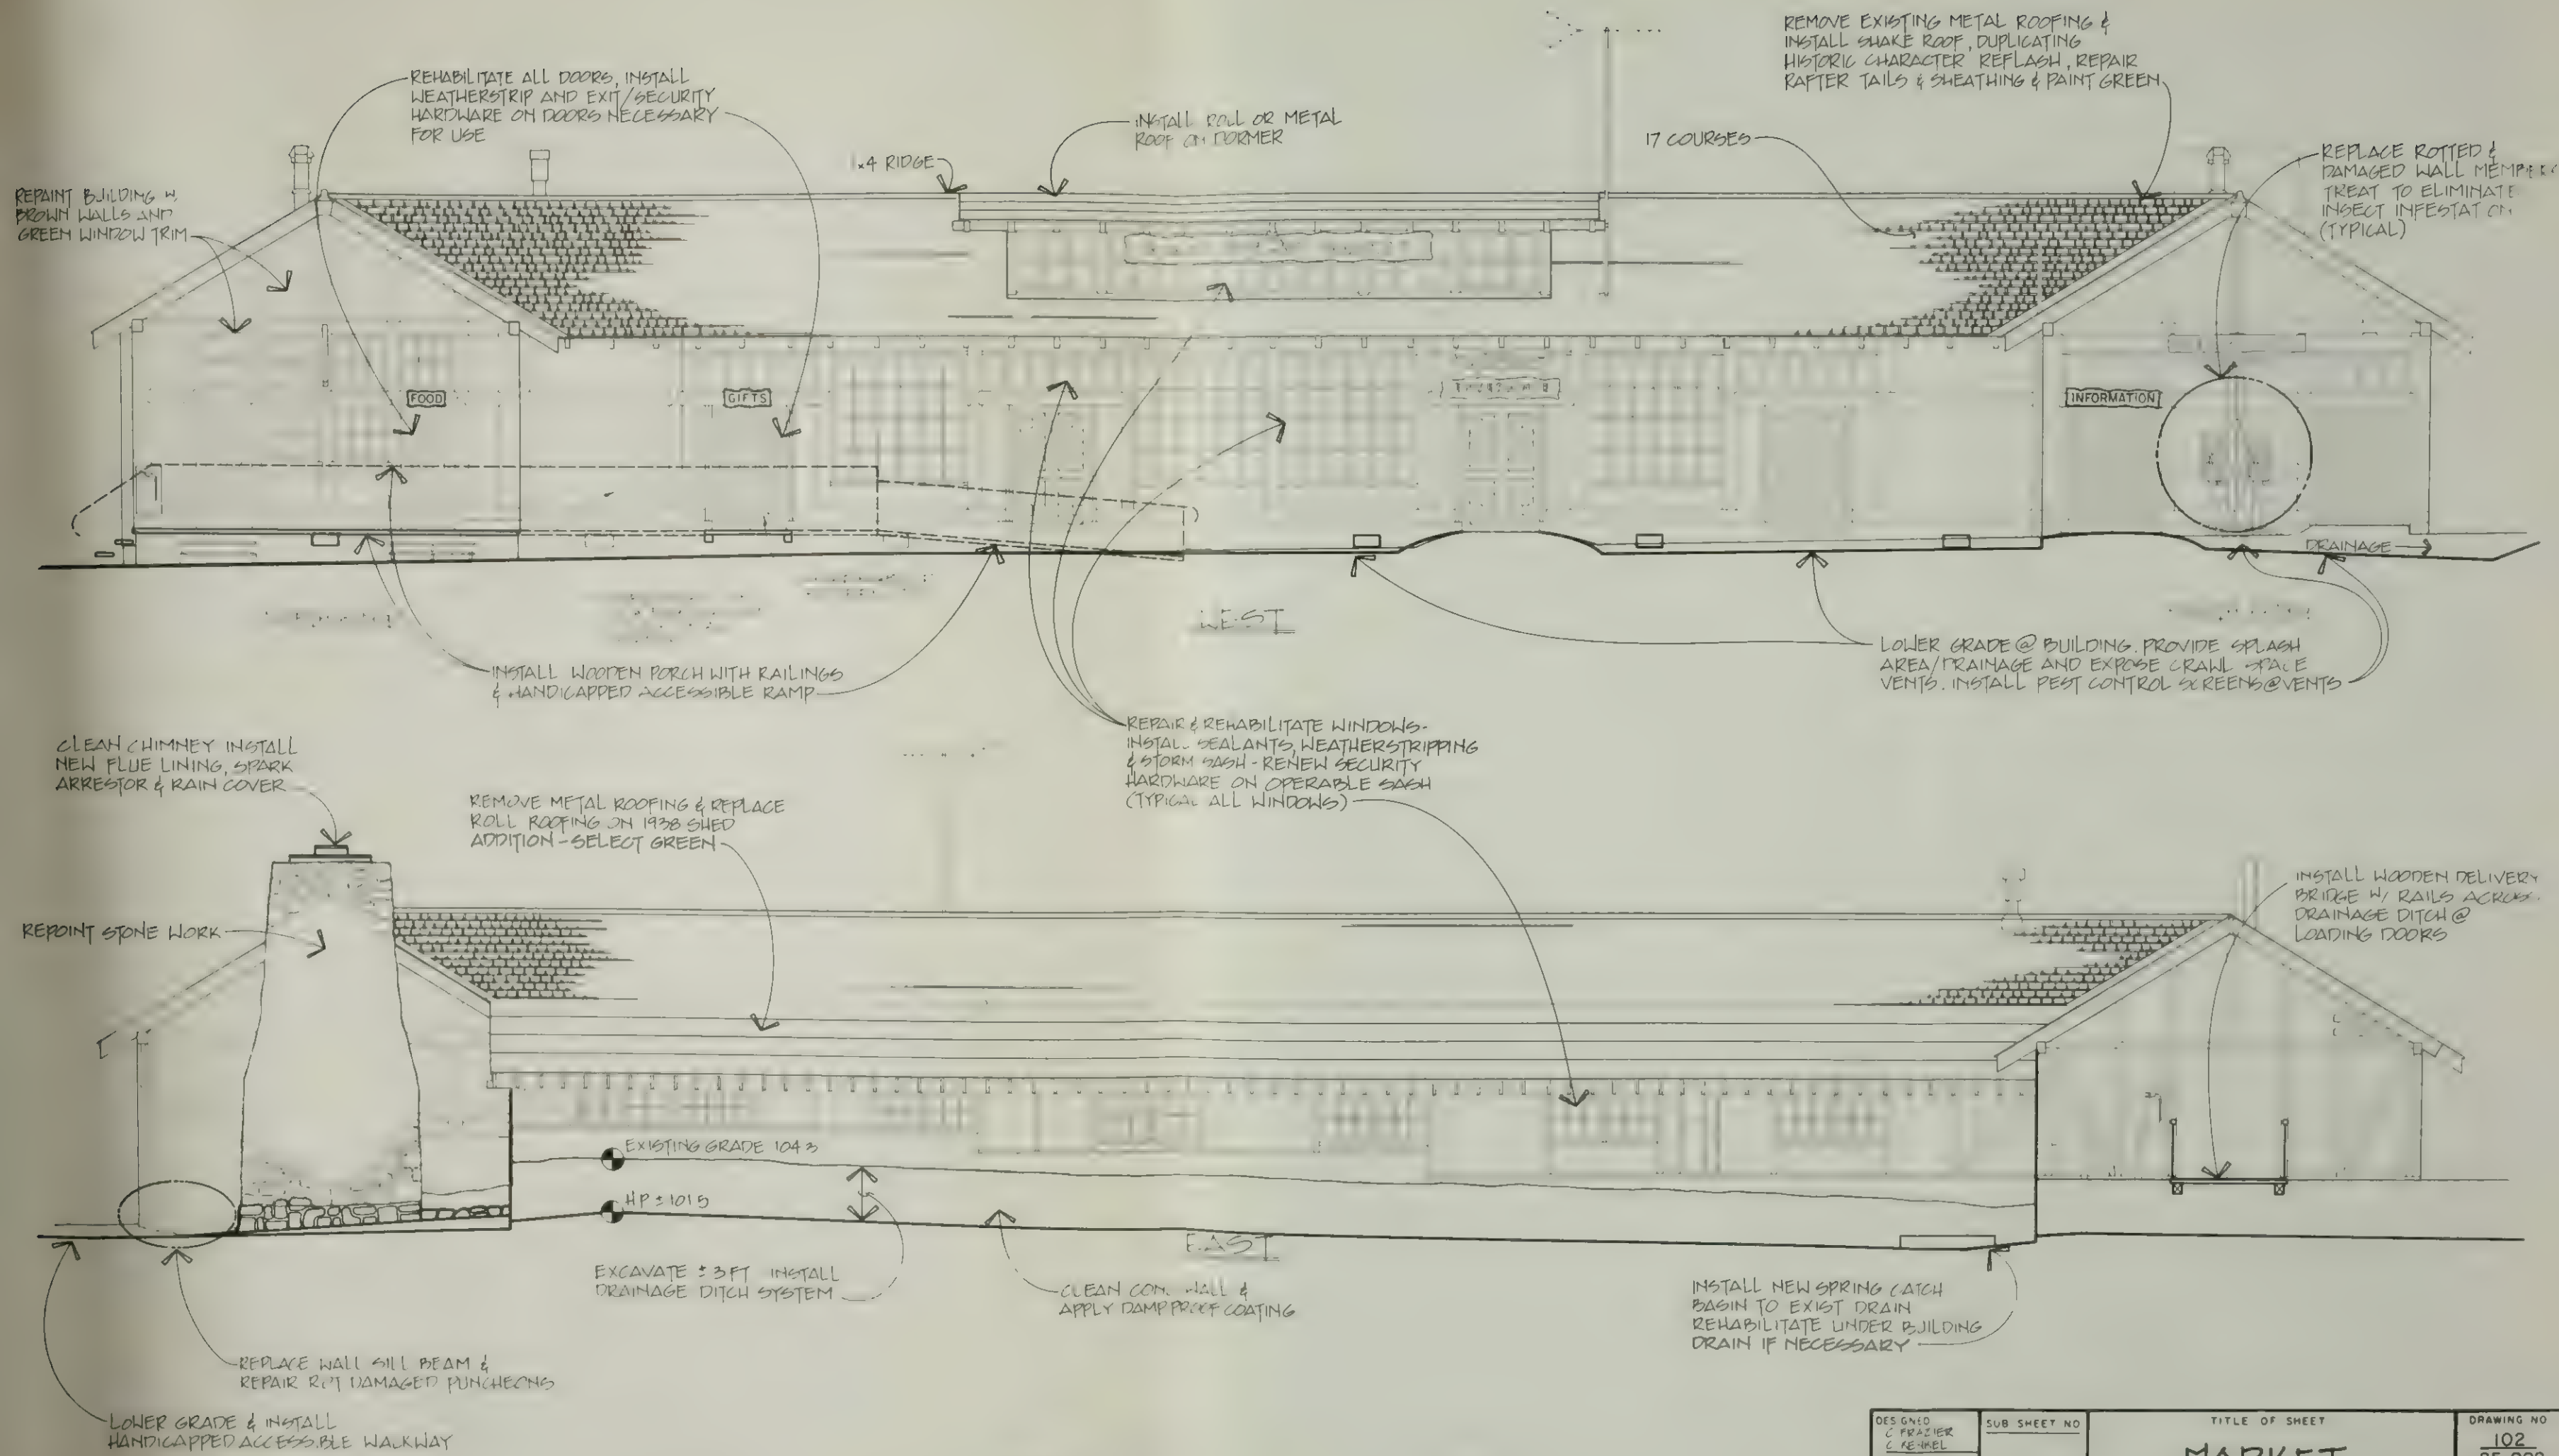 REHABILITATE ALL DOORS, INSTALL
WEATHERSTRIP AND EXIT/SECURITY
HARDWARE ON DOORS NECESSARY
FOR USE
REPAINT BUILDING W.
BROWN WALLS AND
GREEN WINDOW TRIM
1x4 RIDGE
INSTALL ROLL OR METAL
ROOF ON DORMER
17 COURSES
REMOVE EXISTING METAL ROOFING &
INSTALL SHAKE ROOF, DUPLICATING
HISTORIC CHARACTER REFLASH, REPAIR
RAFTER TAILS & SHEATHING & PAINT GREEN
REPLACE ROTTED &
DAMAGED WALL MEMBERS
TREAT TO ELIMINATE
INSECT INFESTATION
(TYPICAL)
FOOD
GIFTS
INFORMATION
DRAINAGE
WEST
INSTALL WOODEN PORCH WITH RAILINGS
& HANDICAPPED ACCESSIBLE RAMP
LOWER GRADE @ BUILDING. PROVIDE SPLASH
AREA/DRAINAGE AND EXPOSE CRAWL SPACE
VENTS. INSTALL PEST CONTROL SCREENS@VENTS
REPAIR & REHABILITATE WINDOWS-
INSTALL SEALANTS, WEATHERSTRIPPING
& STORM SASH - RENEW SECURITY
HARDWARE ON OPERABLE SASH
(TYPICAL ALL WINDOWS)
CLEAN CHIMNEY INSTALL
NEW FLUE LINING, SPARK
ARRESTOR & RAIN COVER
REMOVE METAL ROOFING & REPLACE
ROLL ROOFING ON 1938 SHED
ADDITION - SELECT GREEN
REPOINT STONE WORK
INSTALL WOODEN DELIVERY
BRIDGE W/ RAILS ACROSS
DRAINAGE DITCH @
LOADING DOORS
EXISTING GRADE 104 3
HP ± 101 5
EAST
EXCAVATE ± 3 FT INSTALL
DRAINAGE DITCH SYSTEM
CLEAN CON. WALL &
APPLY DAMP PROOF COATING
INSTALL NEW SPRING CATCH
BASIN TO EXIST DRAIN
REHABILITATE UNDER BUILDING
DRAIN IF NECESSARY
REPLACE WALL SILL BEAM &
REPAIR ROT DAMAGED PUNCHEONS
LOWER GRADE & INSTALL
HANDICAPPED ACCESSIBLE WALKWAY
DESIGNED
C FRAZIER
C
SUB SHEET NO
TITLE OF SHEET
MARKET
DRAWING NO
102